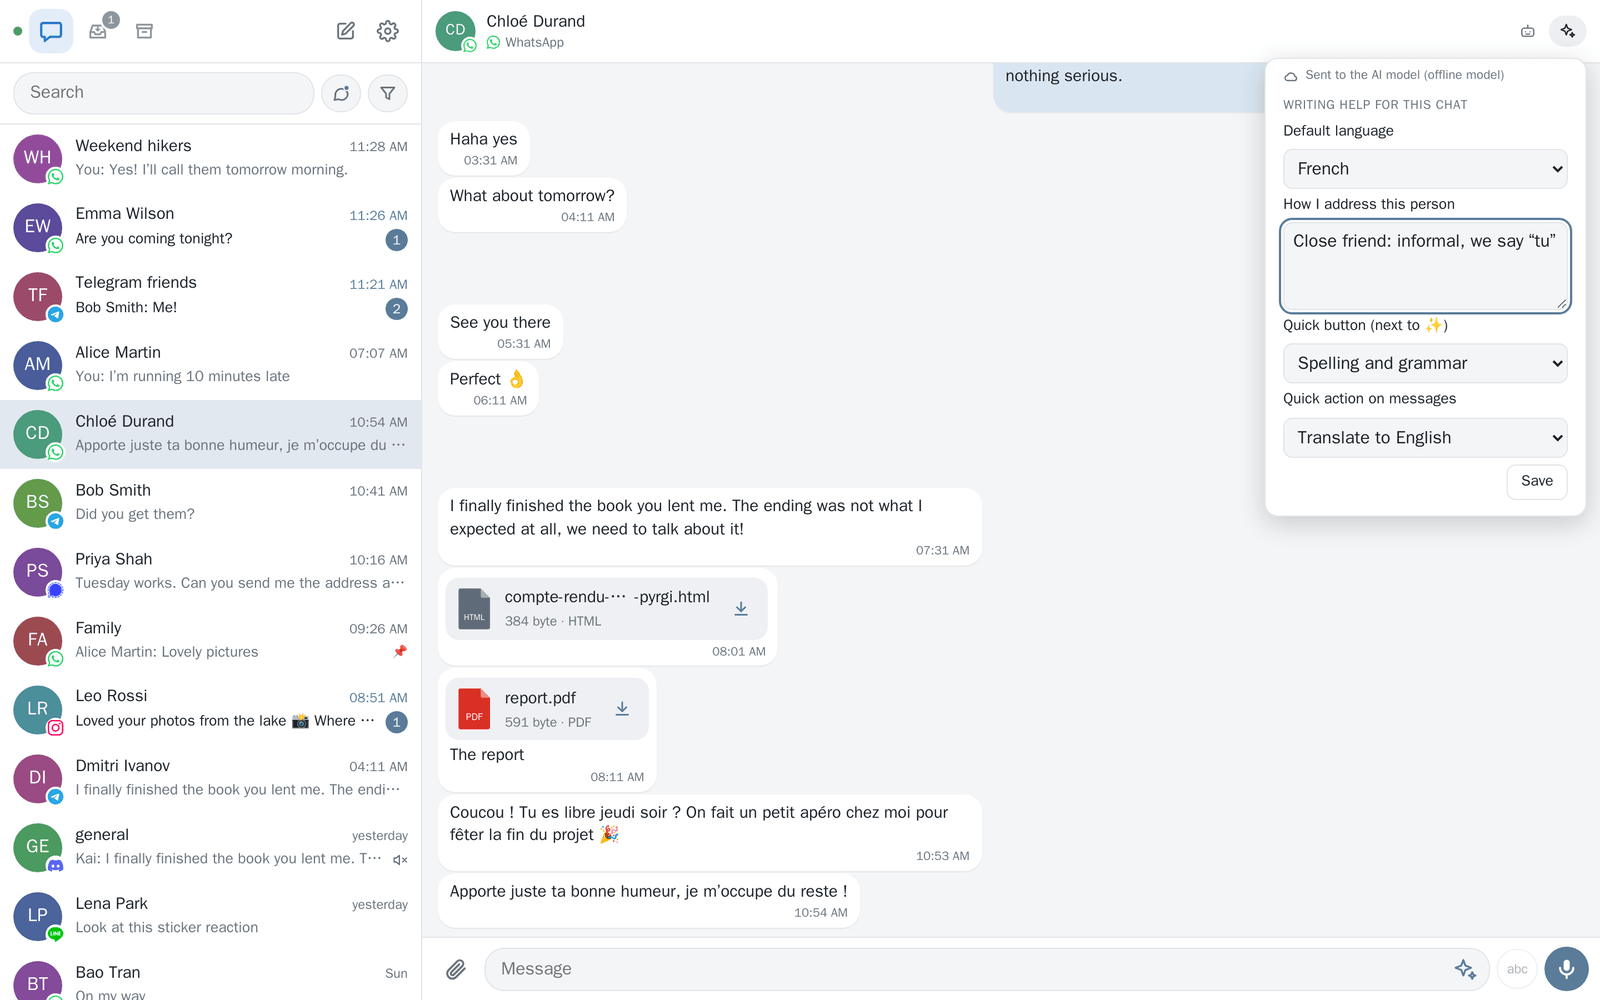 1
Search
WH
Weekend hikers
11:28 AM
You: Yes! I’ll call them tomorrow morning.
EW
Emma Wilson
11:26 AM
Are you coming tonight?
1
TF
Telegram friends
11:21 AM
Bob Smith: Me!
2
AM
Alice Martin
07:07 AM
You: I’m running 10 minutes late
CD
Chloé Durand
10:54 AM
Apporte juste ta bonne humeur, je m’occupe du ···
BS
Bob Smith
10:41 AM
Did you get them?
PS
Priya Shah
10:16 AM
Tuesday works. Can you send me the address a···
FA
Family
09:26 AM
Alice Martin: Lovely pictures
📌
LR
Leo Rossi
08:51 AM
Loved your photos from the lake 📸 Where ···
1
DI
Dmitri Ivanov
04:11 AM
I finally finished the book you lent me. The endi···
GE
general
yesterday
Kai: I finally finished the book you lent me. T···
LP
Lena Park
yesterday
LINE
Look at this sticker reaction
BT
Bao Tran
Sun
On my way
CD
Chloé Durand
WhatsApp
nothing serious.
Haha yes
03:31 AM
What about tomorrow?
04:11 AM
See you there
05:31 AM
Perfect 👌
06:11 AM
I finally finished the book you lent me. The ending was not what I
expected at all, we need to talk about it!
07:31 AM
HTML
compte-rendu-··· -pyrgi.html
384 byte · HTML
08:01 AM
PDF
report.pdf
591 byte · PDF
The report
08:11 AM
Coucou ! Tu es libre jeudi soir ? On fait un petit apéro chez moi pour
fêter la fin du projet 🎉
10:53 AM
Apporte juste ta bonne humeur, je m’occupe du reste !
10:54 AM
Message
abc
Sent to the AI model (offline model)
WRITING HELP FOR THIS CHAT
Default language
French
How I address this person
Close friend: informal, we say “tu”
Quick button (next to ✨)
Spelling and grammar
Quick action on messages
Translate to English
Save